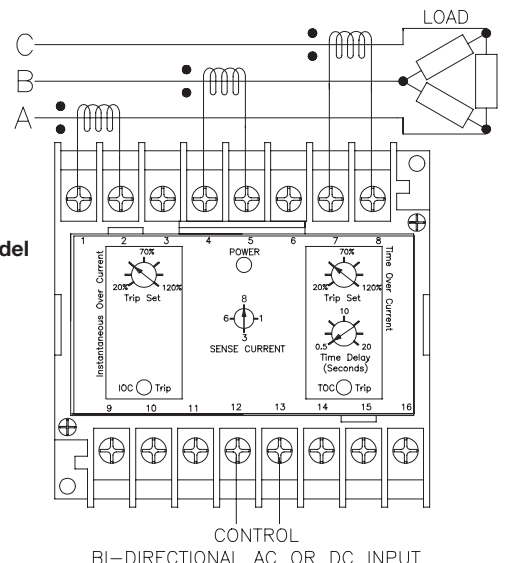 LOAD
C
B
A
del
1 2 3 4 5 6 7 8
Instantaneous Over Current
70%
20% 120%
Trip Set
IOC Trip
POWER
8
6 1
3
SENSE CURRENT
70%
20% 120%
Trip Set
10
0.5 20
Time Delay
(Seconds)
TOC Trip
Time Over Current
9 10 11 12 13 14 15 16
CONTROL
BI-DIRECTIONAL AC OR DC INPUT